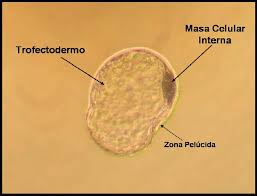 Trofectodermo
Masa Celular
Interna
Zona Pelúcida